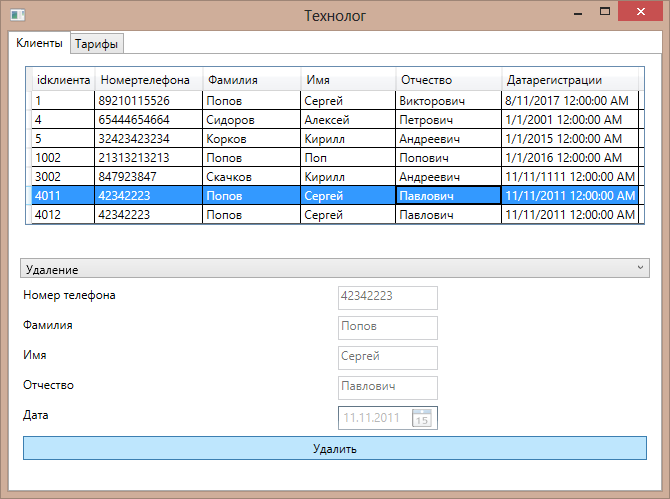 Технолог
Клиенты Тарифы
idклиента Номертелефона Фамилия Имя Отчество Датарегистрации
1 89210115526 Попов Сергей Викторович 8/11/2017 12:00:00 AM
4 65444654664 Сидоров Алексей Петрович 1/1/2001 12:00:00 AM
5 32423423234 Корков Кирилл Андреевич 1/1/2015 12:00:00 AM
1002 21313213213 Попов Поп Попович 1/1/2016 12:00:00 AM
3002 847923847 Скачков Кирилл Андреевич 11/11/1111 12:00:00 AM
4011 42342223 Попов Сергей Павлович 11/11/2011 12:00:00 AM
4012 42342223 Попов Сергей Павлович 11/11/2011 12:00:00 AM
Удаление
Номер телефона 42342223
Фамилия Попов
Имя Сергей
Отчество Павлович
Дата 11.11.2011 15
Удалить